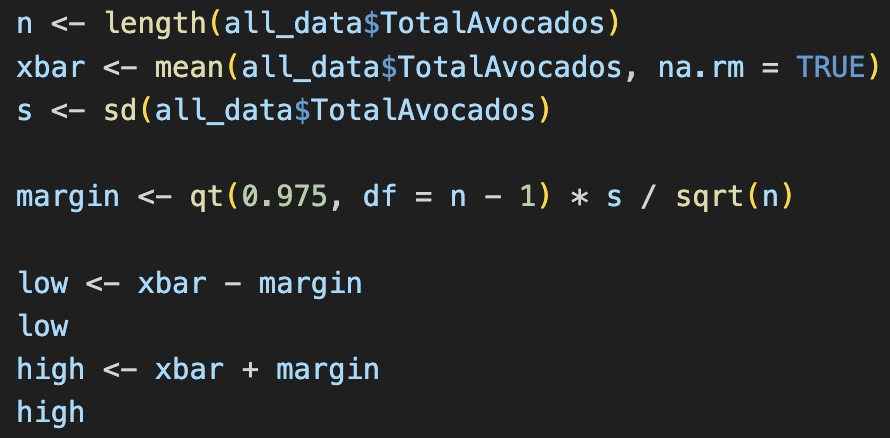 n <- length(all_data$TotalAvocados)
xbar <- mean(all_data$TotalAvocados, na.rm = TRUE)
s <- sd(all_data$TotalAvocados)
margin <- qt(0.975, df = n - 1) * s / sqrt(n)
low <- xbar - margin
low
high <- xbar + margin
high